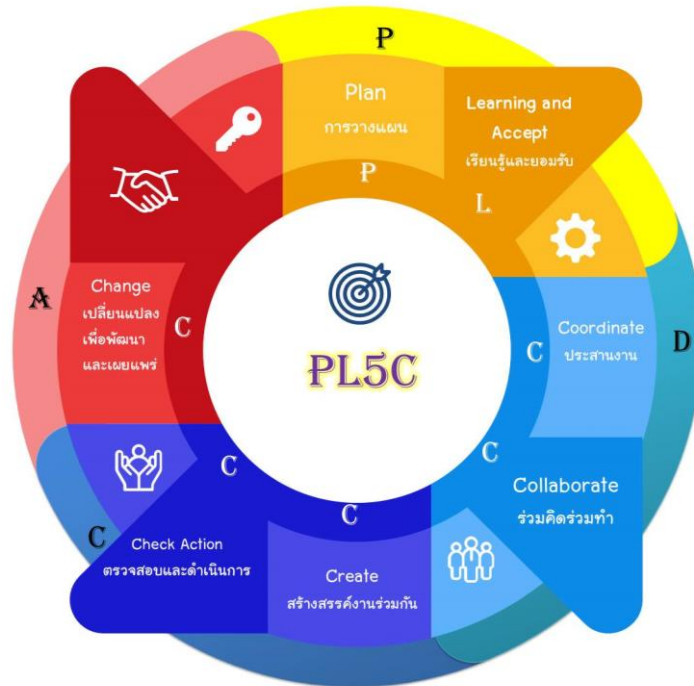 P
Plan
การวางแผน
P
Learning and
Accept
เรียนรู้และยอมรับ
L
D
Coordinate
ประสานงาน
C
Collaborate
ร่วมคิดร่วมทำ
C
Create
สร้างสรรค์งานร่วมกัน
C
C
Check Action
ตรวจสอบและดำเนินการ
C
A
Change
เปลี่ยนแปลง
เพื่อพัฒนา
และเผยแพร่
C
PL5C